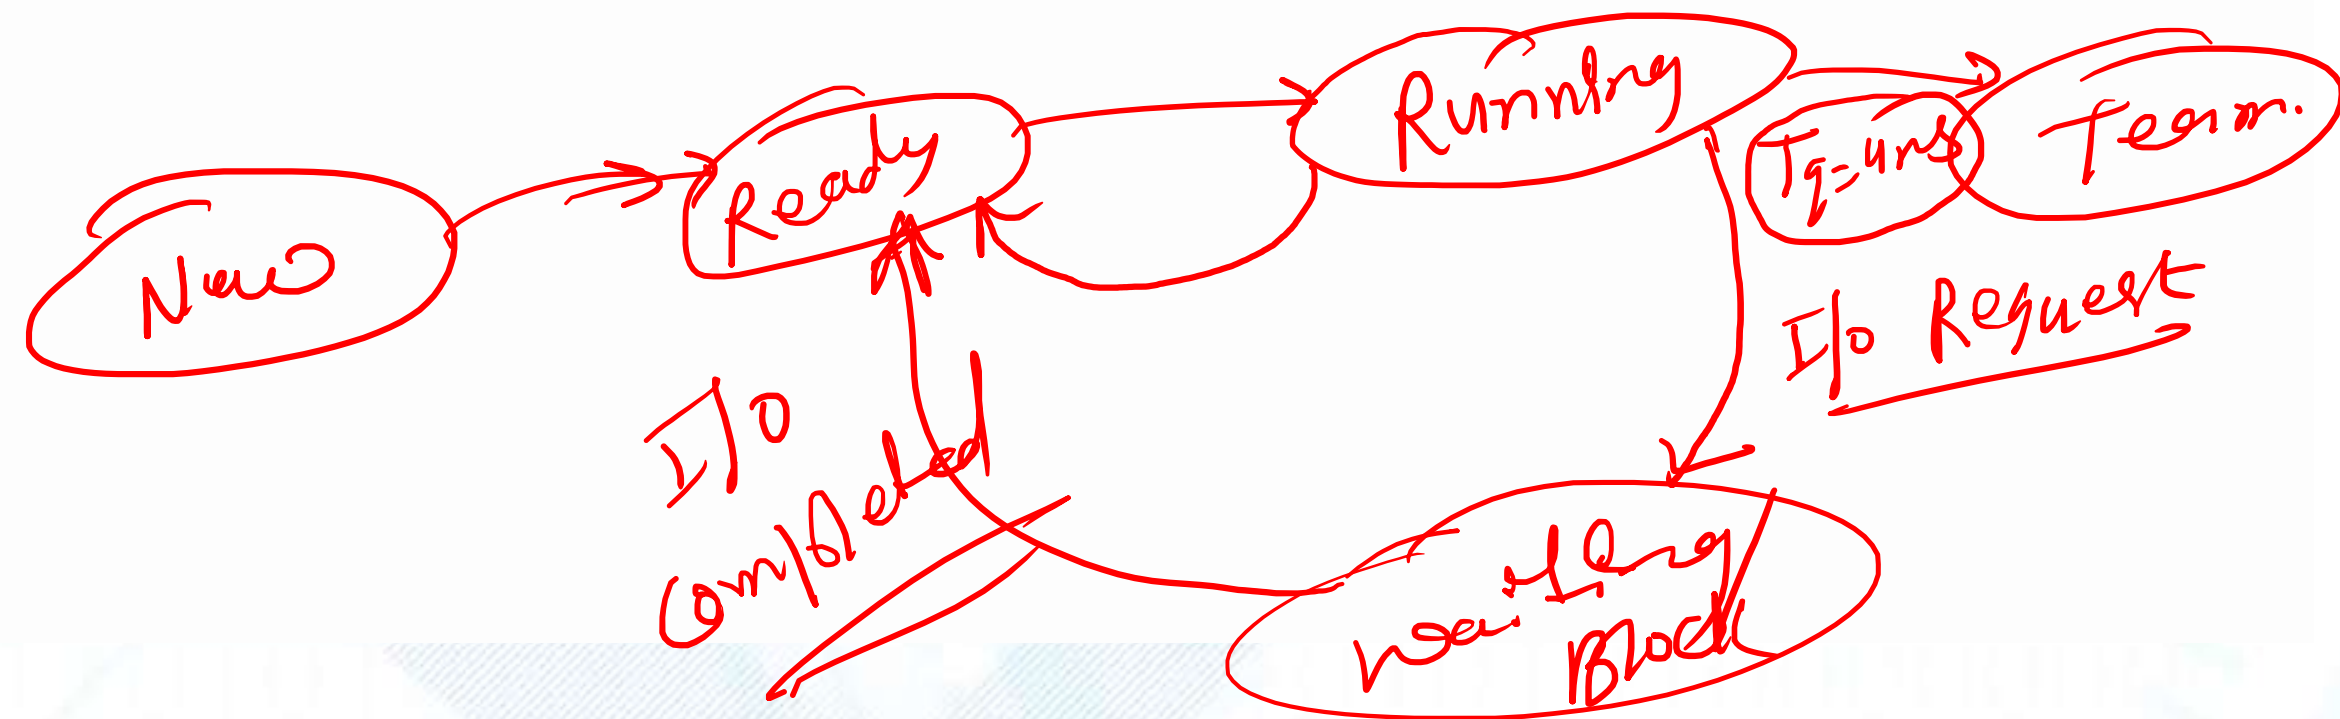 New
Ready
Running
Tq=4ns
Term.
I/O Request
I/O
completed
Waiting
Block